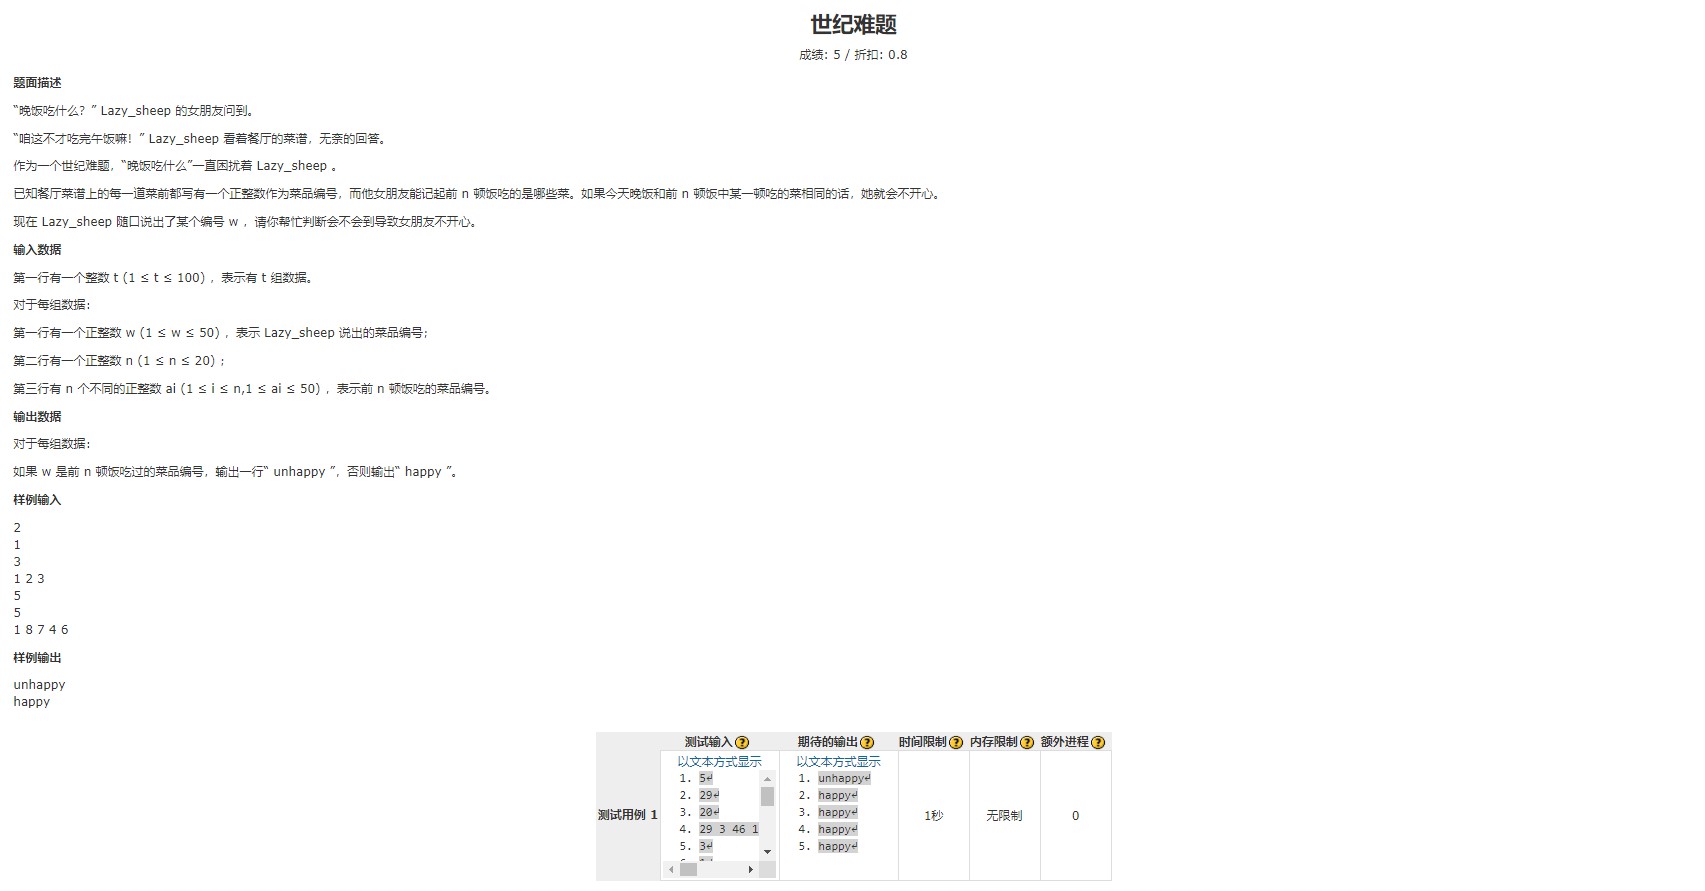 世纪难题
成绩: 5 / 折扣: 0.8
题面描述
“晚饭吃什么？” Lazy_sheep 的女朋友问到。
“咱这不才吃完午饭嘛！” Lazy_sheep 看着餐厅的菜谱，无奈的回答。
作为一个世纪难题，“晚饭吃什么”一直困扰着 Lazy_sheep 。
已知餐厅菜谱上的每一道菜前都写有一个正整数作为菜品编号，而他女朋友能记起前 n 顿饭吃的是哪些菜。如果今天晚饭和前 n 顿饭中某一顿吃的菜相同的话，她就会不开心。
现在 Lazy_sheep 随口说出了某个编号 w ，请你帮忙判断会不会到导致女朋友不开心。
输入数据
第一行有一个整数 t (1 ≤ t ≤ 100) ，表示有 t 组数据。
对于每组数据：
第一行有一个正整数 w (1 ≤ w ≤ 50) ，表示 Lazy_sheep 说出的菜品编号；
第二行有一个正整数 n (1 ≤ n ≤ 20) ；
第三行有 n 个不同的正整数 ai (1 ≤ i ≤ n,1 ≤ ai ≤ 50) ，表示前 n 顿饭吃的菜品编号。
输出数据
对于每组数据：
如果 w 是前 n 顿饭吃过的菜品编号，输出一行“ unhappy ”，否则输出“ happy ”。
样例输入
2
1
3
1 2 3
5
5
1 8 7 4 6
样例输出
unhappy
happy
测试输入 ? 期待的输出 ? 时间限制 ? 内存限制 ? 额外进程 ?
测试用例 1
以文本方式显示
1. 5↵
2. 29↵
3. 20↵
4. 29 3 46 1
5. 3↵
以文本方式显示
1. unhappy↵
2. happy↵
3. happy↵
4. happy↵
5. happy↵
1秒
无限制
0